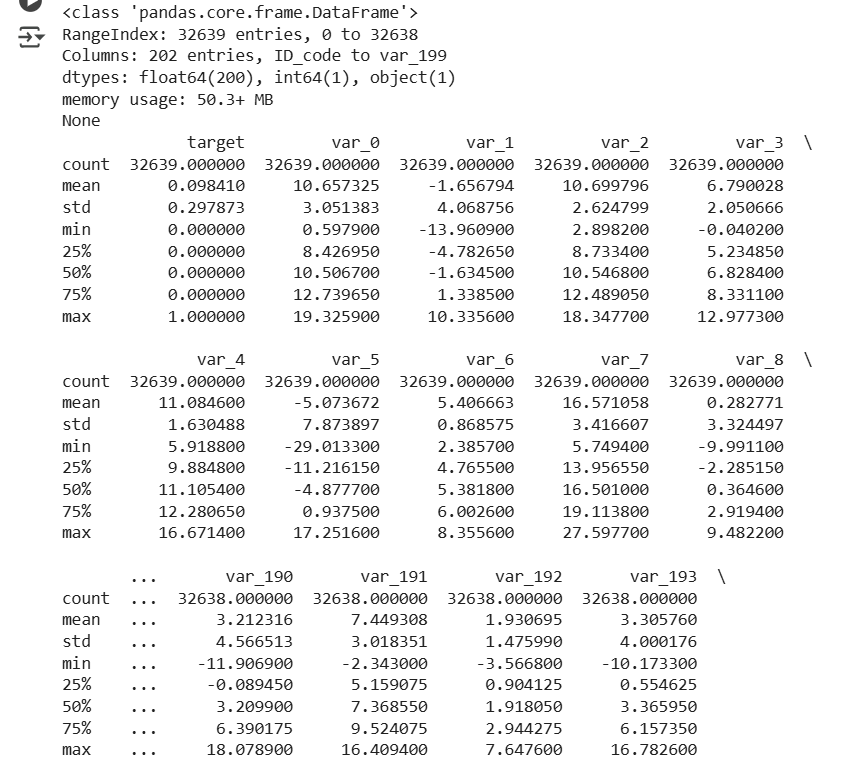 <class 'pandas.core.frame.DataFrame'>
RangeIndex: 32639 entries, 0 to 32638
Columns: 202 entries, ID_code to var_199
dtypes: float64(200), int64(1), object(1)
memory usage: 50.3+ MB
None
target var_0 var_1 var_2 var_3 \
count 32639.000000 32639.000000 32639.000000 32639.000000 32639.000000
mean 0.098410 10.657325 -1.656794 10.699796 6.790028
std 0.297873 3.051383 4.068756 2.624799 2.050666
min 0.000000 0.597900 -13.960900 2.898200 -0.040200
25% 0.000000 8.426950 -4.782650 8.733400 5.234850
50% 0.000000 10.506700 -1.634500 10.546800 6.828400
75% 0.000000 12.739650 1.338500 12.489050 8.331100
max 1.000000 19.325900 10.335600 18.347700 12.977300
var_4 var_5 var_6 var_7 var_8 \
count 32639.000000 32639.000000 32639.000000 32639.000000 32639.000000
mean 11.084600 -5.073672 5.406663 16.571058 0.282771
std 1.630488 7.873897 0.868575 3.416607 3.324497
min 5.918800 -29.013300 2.385700 5.749400 -9.991100
25% 9.884800 -11.216150 4.765500 13.956550 -2.285150
50% 11.105400 -4.877700 5.381800 16.501000 0.364600
75% 12.280650 0.937500 6.002600 19.113800 2.919400
max 16.671400 17.251600 8.355600 27.597700 9.482200
... var_190 var_191 var_192 var_193 \
count ... 32638.000000 32638.000000 32638.000000 32638.000000
mean ... 3.212316 7.449308 1.930695 3.305760
std ... 4.566513 3.018351 1.475990 4.000176
min ... -11.906900 -2.343000 -3.566800 -10.173300
25% ... -0.089450 5.159075 0.904125 0.554625
50% ... 3.209900 7.368550 1.918050 3.365950
75% ... 6.390175 9.524075 2.944275 6.157350
max ... 18.078900 16.409400 7.647600 16.782600